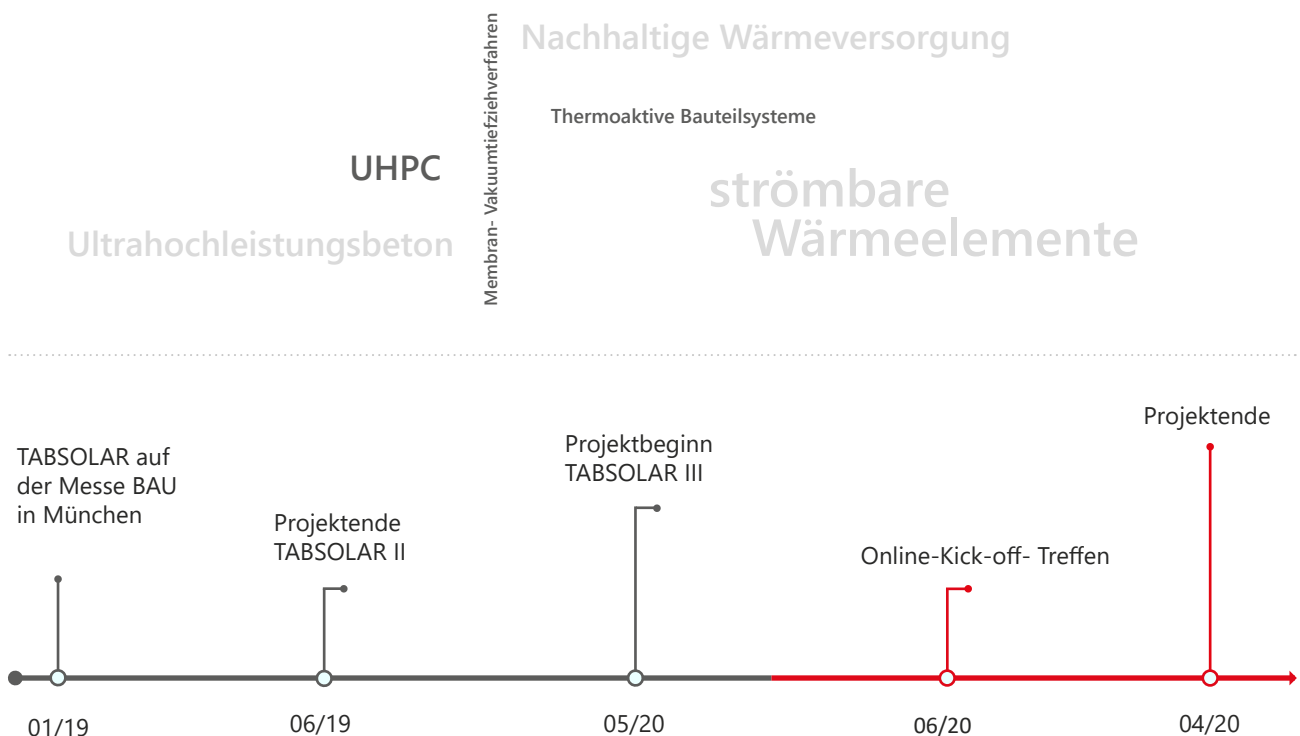 Nachhaltige Wärmeversorgung
Membran- Vakuumtiefziehverfahren
Thermoaktive Bauteilsysteme
UHPC
strömbare
Wärmeelemente
Ultrahochleistungsbeton
TABSOLAR auf
der Messe BAU
in München
Projektende
TABSOLAR II
Projektbeginn
TABSOLAR III
Online-Kick-off- Treffen
Projektende
01/19
06/19
05/20
06/20
04/20